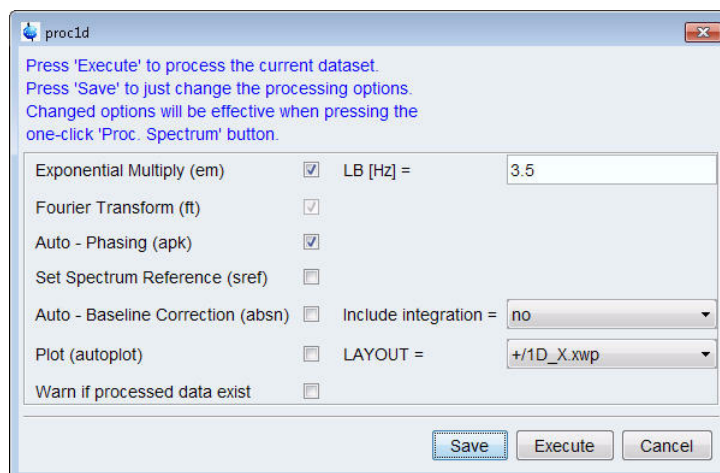 proc1d
Press 'Execute' to process the current dataset.
Press 'Save' to just change the processing options.
Changed options will be effective when pressing the
one-click 'Proc. Spectrum' button.
Exponential Multiply (em) LB [Hz] = 3.5
Fourier Transform (ft)
Auto - Phasing (apk)
Set Spectrum Reference (sref)
Auto - Baseline Correction (absn) Include integration = no
Plot (autoplot) LAYOUT = +/1D_X.xwp
Warn if processed data exist
Save Execute Cancel